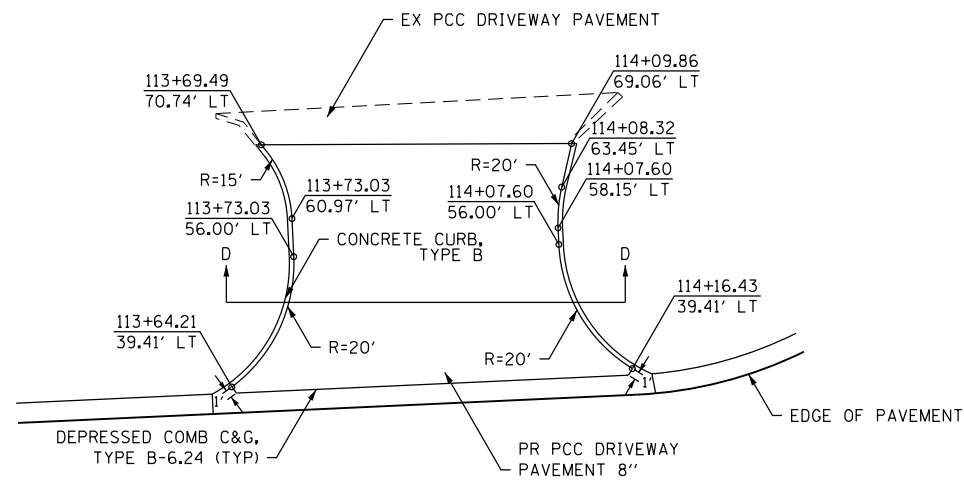 EX PCC DRIVEWAY PAVEMENT
114+09.86
69.06' LT
113+69.49
70.74' LT
114+08.32
63.45' LT
R=20'
114+07.60
58.15' LT
R=15'
113+73.03
60.97' LT
114+07.60
56.00' LT
113+73.03
56.00' LT
CONCRETE CURB,
TYPE B
D
D
114+16.43
39.41' LT
113+64.21
39.41' LT
R=20'
R=20'
1'
1'
EDGE OF PAVEMENT
DEPRESSED COMB C&G,
TYPE B-6.24 (TYP)
PR PCC DRIVEWAY
PAVEMENT 8''